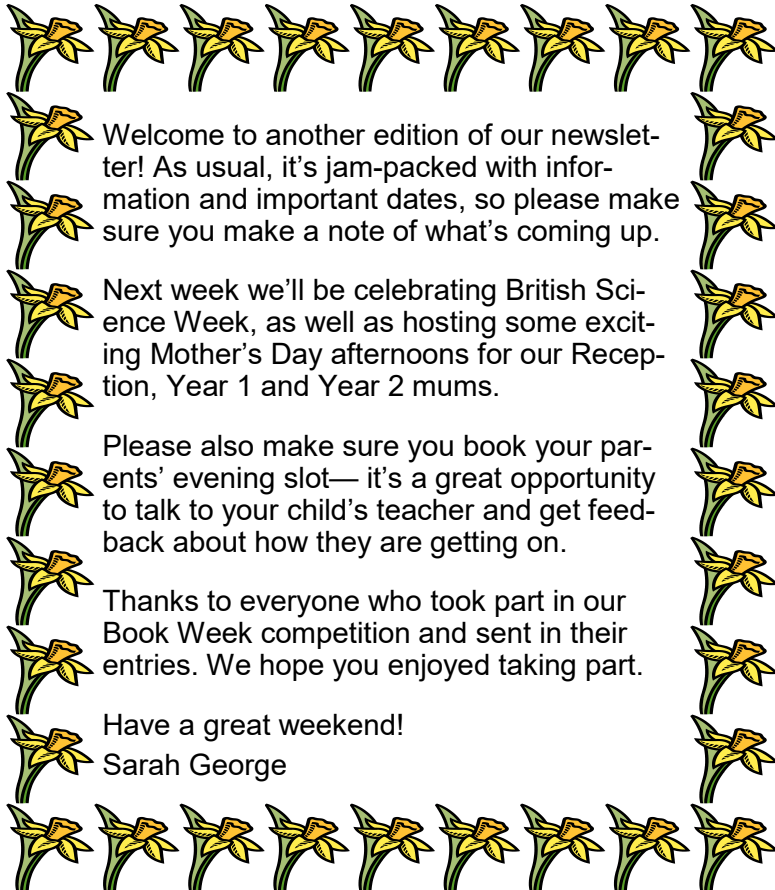 Welcome to another edition of our newslet-
ter! As usual, it’s jam-packed with infor-
mation and important dates, so please make
sure you make a note of what’s coming up.
Next week we’ll be celebrating British Sci-
ence Week, as well as hosting some excit-
ing Mother’s Day afternoons for our Recep-
tion, Year 1 and Year 2 mums.
Please also make sure you book your par-
ents’ evening slot— it’s a great opportunity
to talk to your child’s teacher and get feed-
back about how they are getting on.
Thanks to everyone who took part in our
Book Week competition and sent in their
entries. We hope you enjoyed taking part.
Have a great weekend!
Sarah George